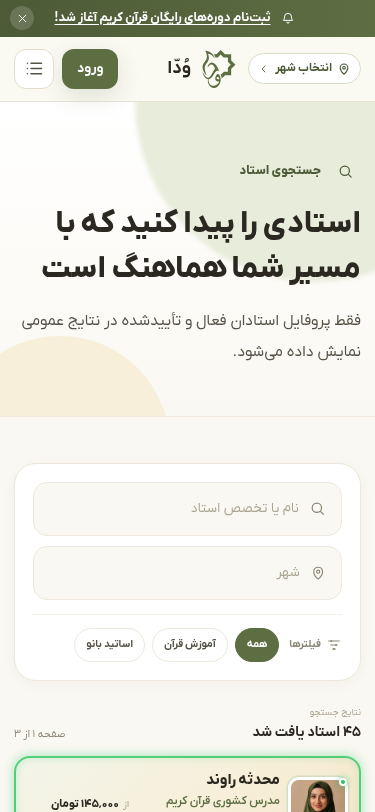 ثبت‌نام دوره‌های رایگان قرآن کریم آغاز شد!
انتخاب شهر
وُدّا
ورود
جستجوی استاد
استادی را پیدا کنید که با
مسیر شما هماهنگ است
فقط پروفایل استادان فعال و تأییدشده در نتایج عمومی
نمایش داده می‌شود.
نام یا تخصص استاد
شهر
فیلترها
همه
آموزش قرآن
اساتید بانو
نتایج جستجو
۴۵ استاد یافت شد
صفحه ۱ از ۳
محدثه راوند
مدرس کشوری قرآن کریم
از ۱۴۵٬۰۰۰ تومان